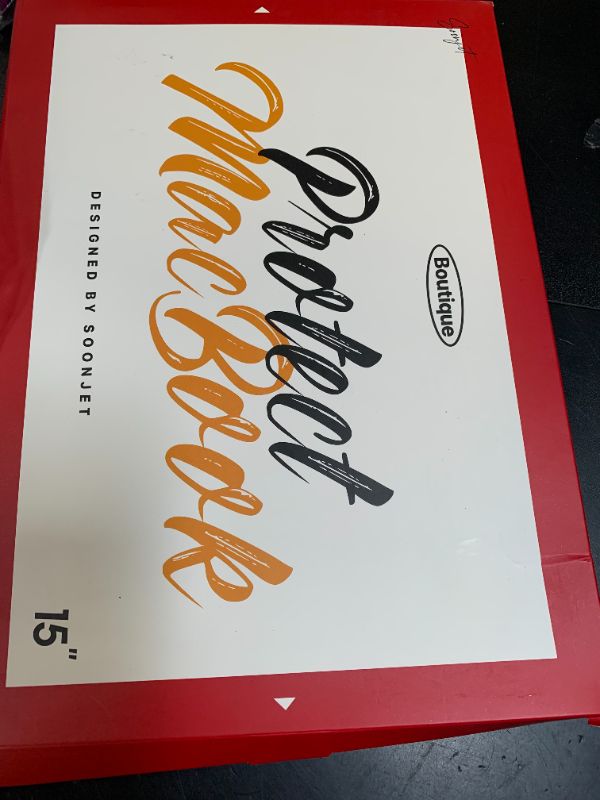 Boutique
Protect
MacBook
DESIGNED BY SOONJET
15"